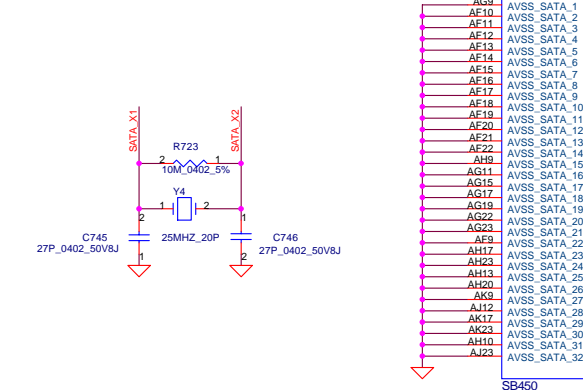 SATA_X1
SATA_X2
R723
2 1
10M_0402_5%
Y4
1 2
2
1
C745
27P_0402_50V8J
1
25MHZ_20P
C746
27P_0402_50V8J
2
AG9 AVSS_SATA_1
AF10 AVSS_SATA_2
AF11 AVSS_SATA_3
AF12 AVSS_SATA_4
AF13 AVSS_SATA_5
AF14 AVSS_SATA_6
AF15 AVSS_SATA_7
AF16 AVSS_SATA_8
AF17 AVSS_SATA_9
AF18 AVSS_SATA_10
AF19 AVSS_SATA_11
AF20 AVSS_SATA_12
AF21 AVSS_SATA_13
AF22 AVSS_SATA_14
AH9 AVSS_SATA_15
AG11 AVSS_SATA_16
AG15 AVSS_SATA_17
AG17 AVSS_SATA_18
AG19 AVSS_SATA_19
AG22 AVSS_SATA_20
AG23 AVSS_SATA_21
AF9 AVSS_SATA_22
AH17 AVSS_SATA_23
AH23 AVSS_SATA_24
AH13 AVSS_SATA_25
AH20 AVSS_SATA_26
AK9 AVSS_SATA_27
AJ12 AVSS_SATA_28
AK17 AVSS_SATA_29
AK23 AVSS_SATA_30
AH10 AVSS_SATA_31
AJ23 AVSS_SATA_32
SB450